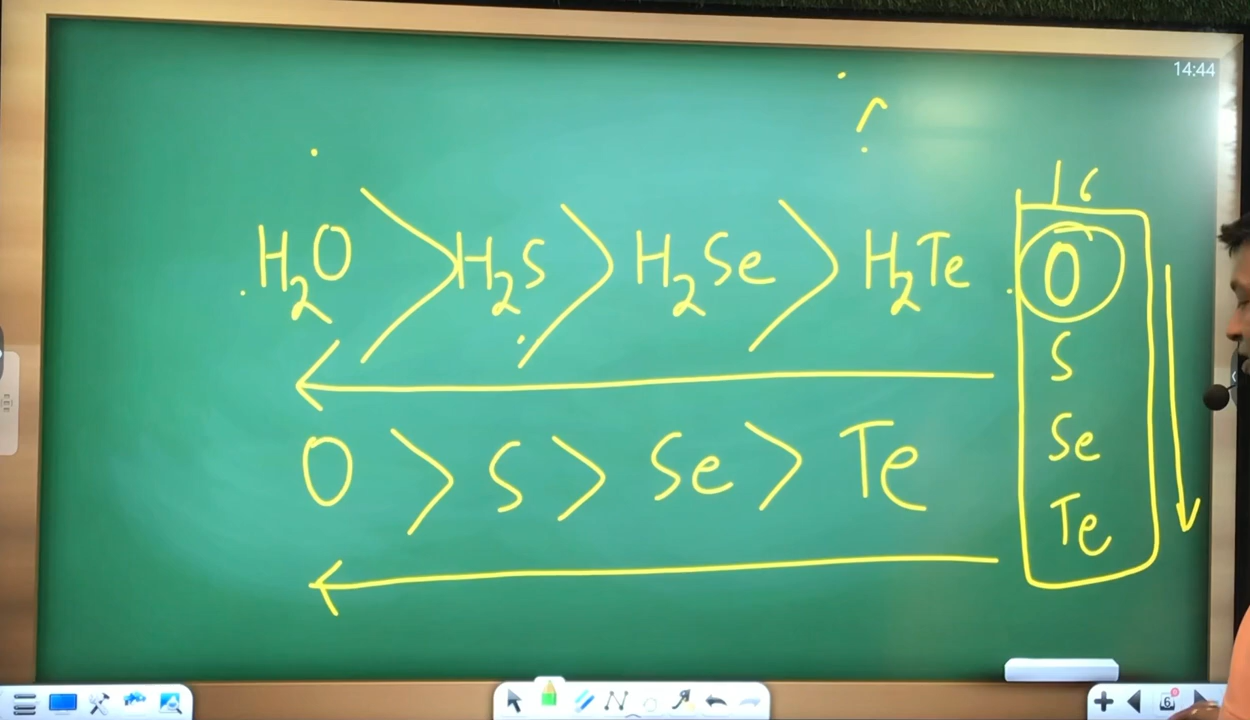 14:44
16
H₂O > H₂S > H₂Se > H₂Te
O > S > Se > Te
O
S
Se
Te